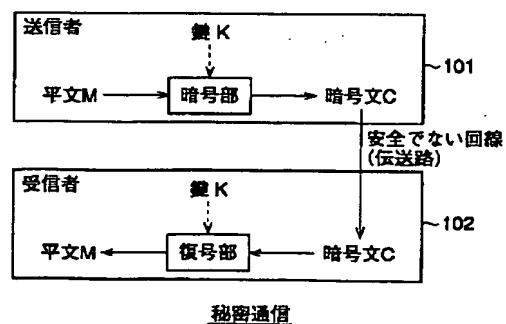 送信者
鍵K
平文M 暗号部 暗号文C
101
安全でない回線
(伝送路)
受信者
鍵K
平文M 復号部 暗号文C
102
秘密通信